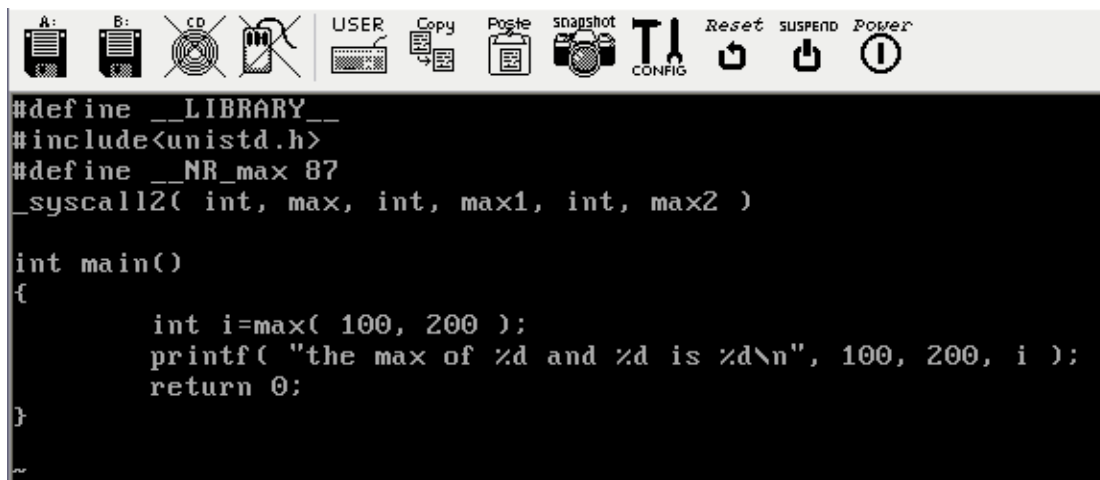 A: B: CD USER Copy Poste snapshot CONFIG Reset SUSPEND Power
#define __LIBRARY__
#include<unistd.h>
#define __NR_max 87
_syscall2( int, max, int, max1, int, max2 )
int main()
{
int i=max( 100, 200 );
printf( "the max of %d and %d is %d\n", 100, 200, i );
return 0;
}
~